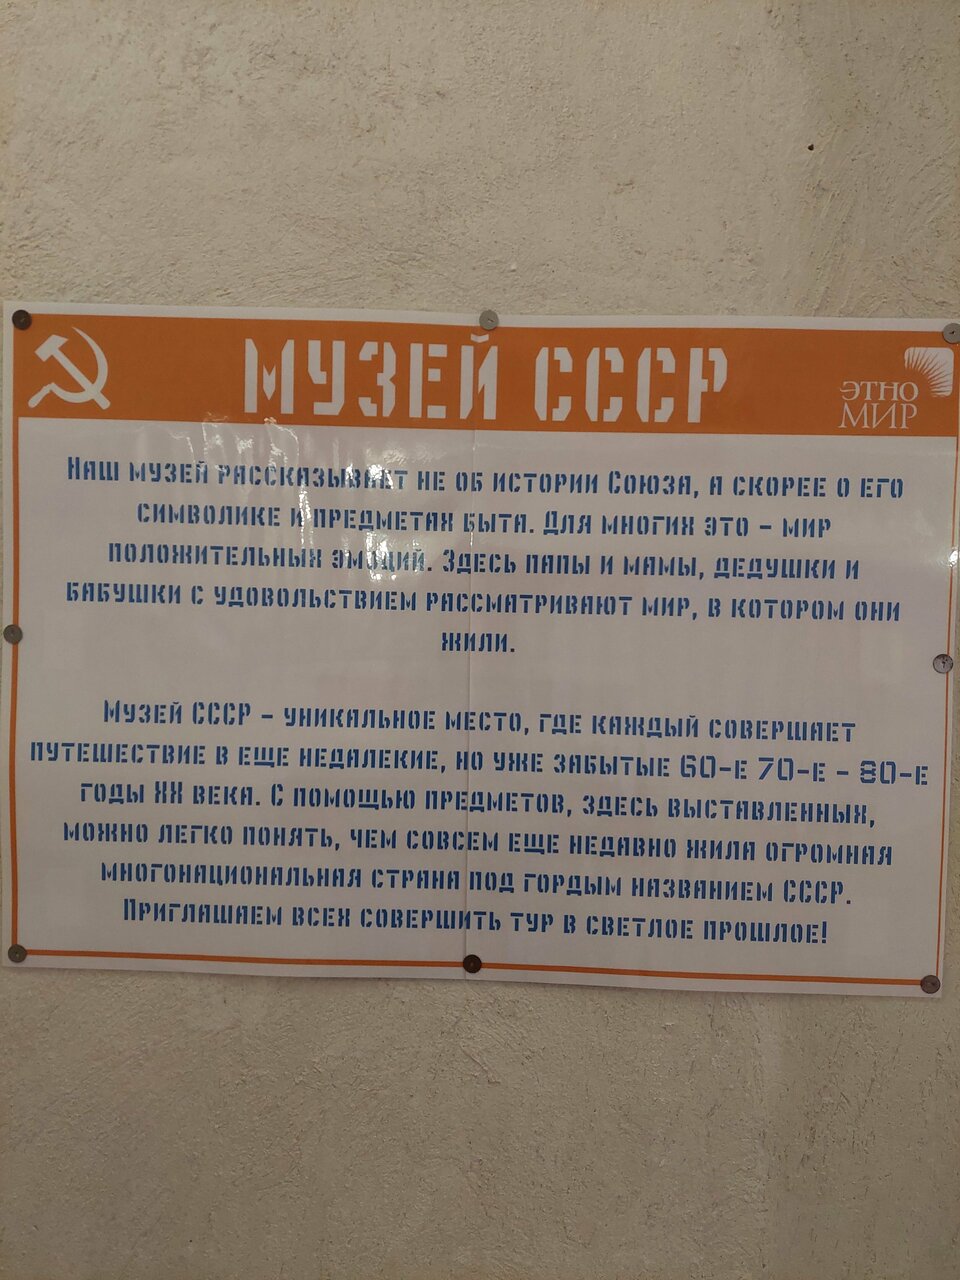 МУЗЕЙ СССР
ЭТНО
МИР
Наш музей рассказывает не об истории Союза, а скорее о его
символике и предметах быта. Для многих это – мир
положительных эмоций. Здесь папы и мамы, дедушки и
бабушки с удовольствием рассматривают мир, в котором они
жили.
Музей СССР – уникальное место, где каждый совершает
путешествие в еще недалекие, но уже забытые 60-е 70-е - 80-е
годы XX века. С помощью предметов, здесь выставленных,
можно легко понять, чем совсем еще недавно жила огромная
многонациональная страна под гордым названием СССР.
Приглашаем всех совершить тур в светлое прошлое!